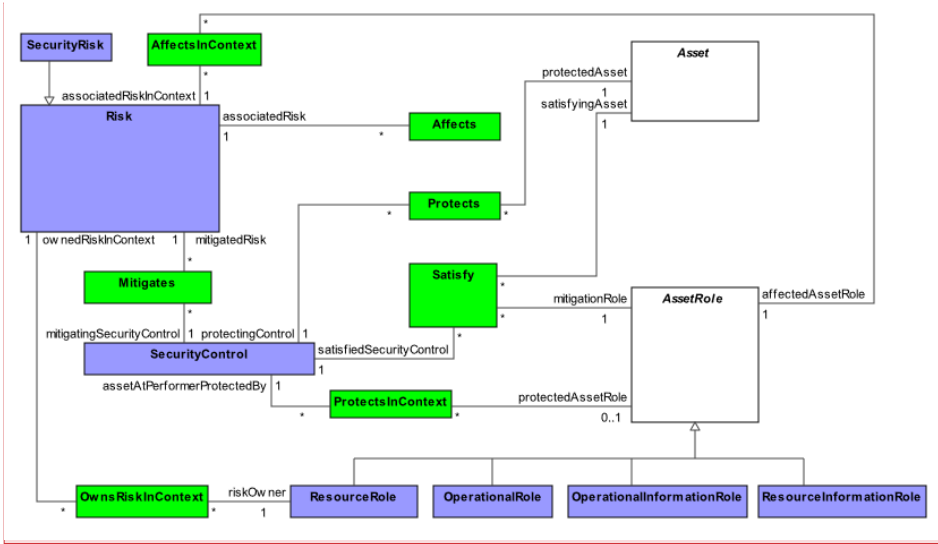 SecurityRisk
AffectsInContext
*
*
associatedRiskInContext 1
Risk
associatedRisk
1
*
Affects
Asset
protectedAsset
1
satisfyingAsset
1
Protects
*
*
1 ownedRiskInContext 1 mitigatedRisk
*
Mitigates
*
Satisfy
*
*
*
mitigationRole
1
AssetRole
affectedAssetRole
1
mitigatingSecurityControl 1 protectingControl 1
SecurityControl
satisfiedSecurityControl
1
assetAtPerformerProtectedBy 1
*
ProtectsInContext
*
protectedAssetRole
0..1
OwnsRiskInContext
*
*
riskOwner
1
ResourceRole
OperationalRole
OperationalInformationRole
ResourceInformationRole